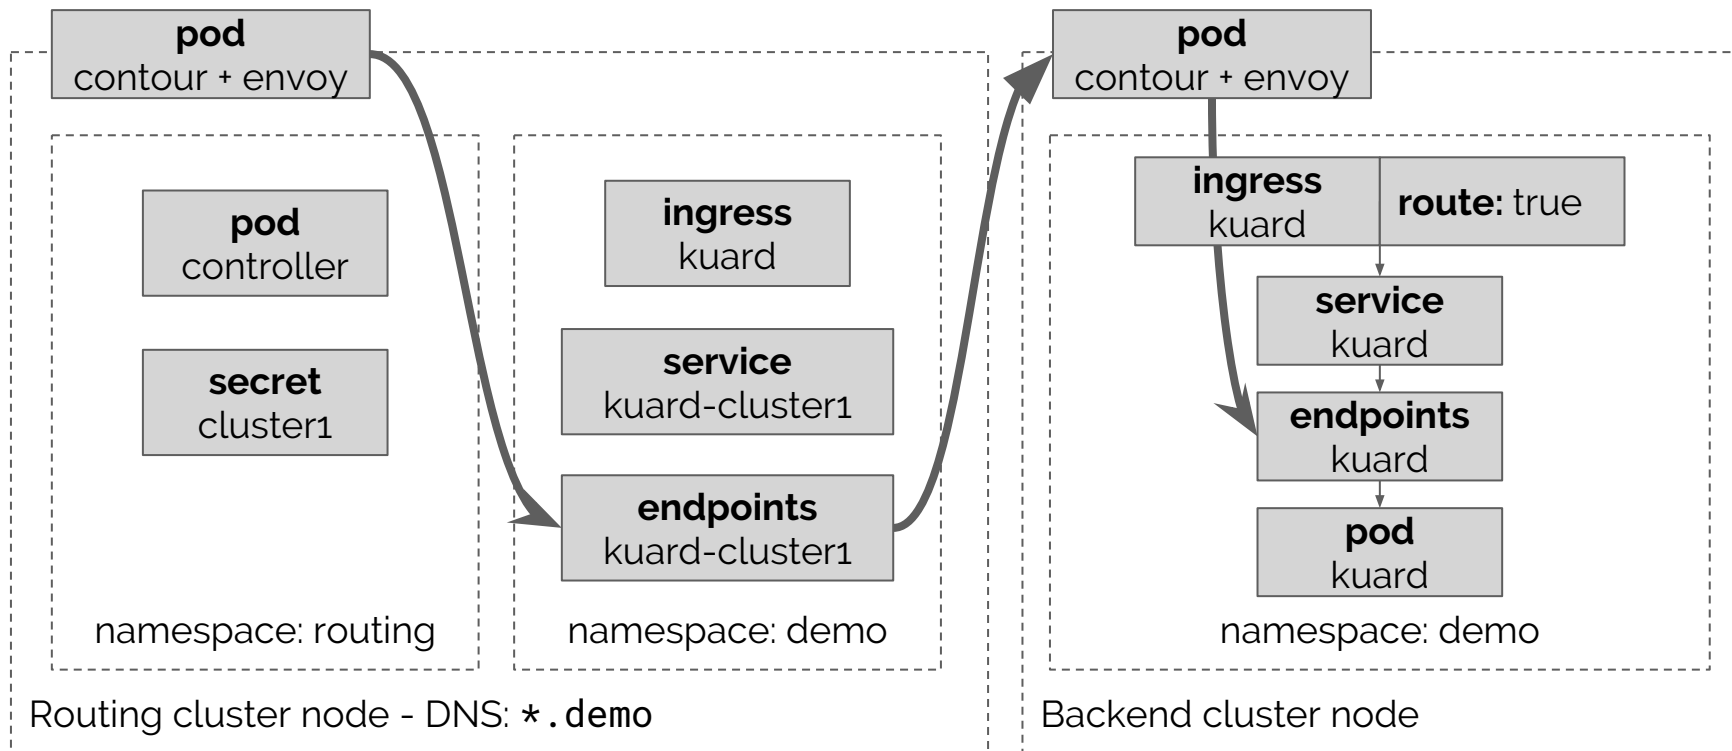 pod
contour + envoy
pod
controller
secret
cluster1
namespace: routing
ingress
kuard
service
kuard-cluster1
endpoints
kuard-cluster1
namespace: demo
Routing cluster node - DNS: *.demo
pod
contour + envoy
ingress
kuard
route: true
service
kuard
endpoints
kuard
pod
kuard
namespace: demo
Backend cluster node